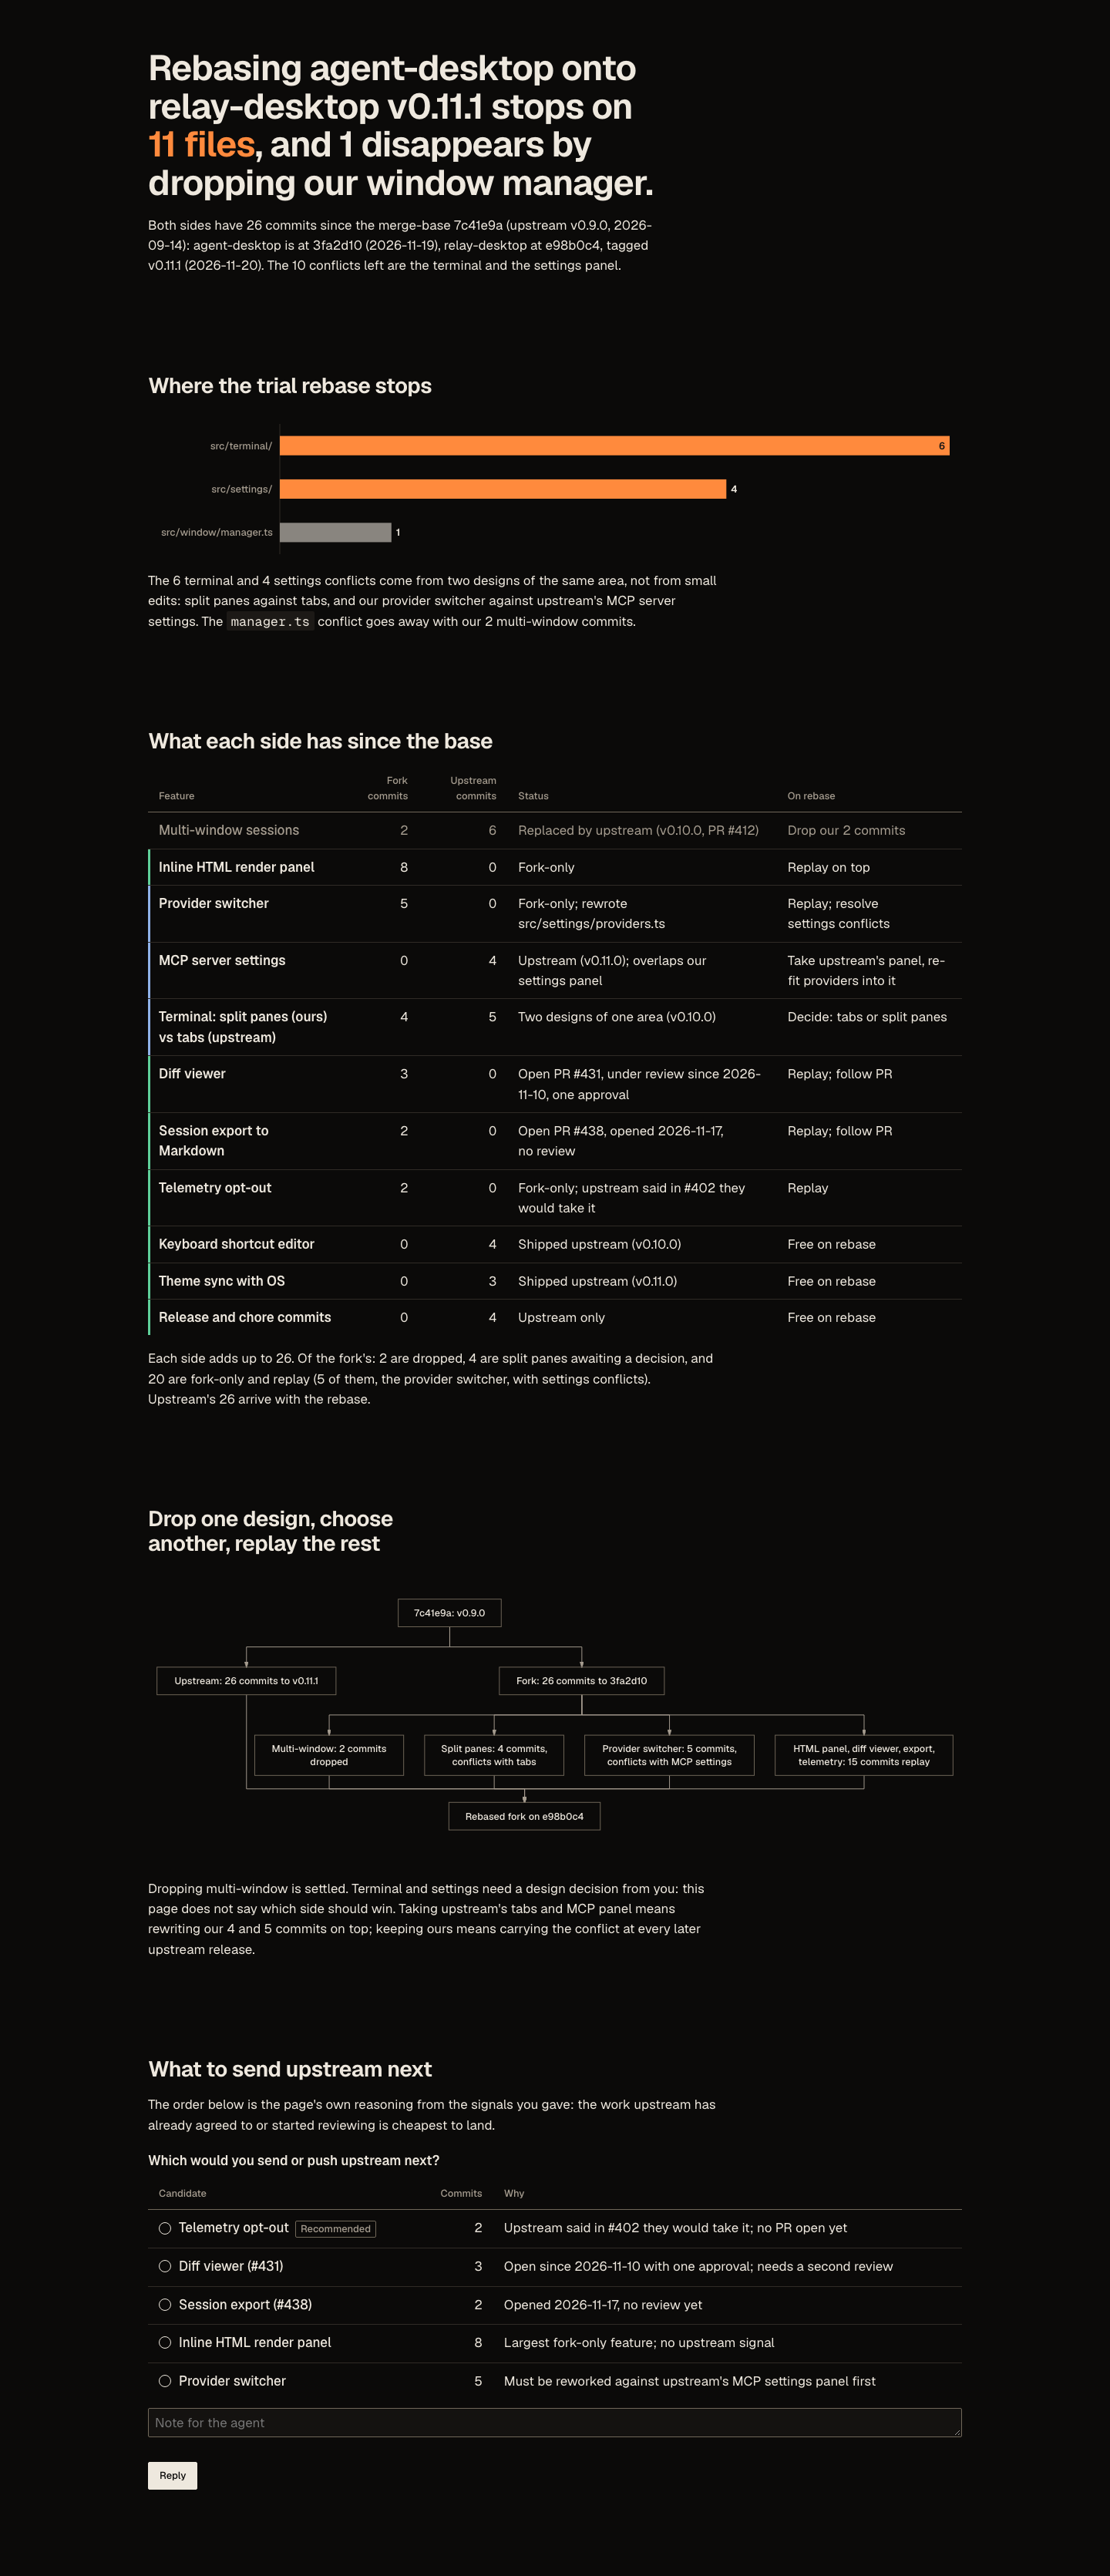 Rebasing agent-desktop onto
relay-desktop v0.11.1 stops on
11 files, and 1 disappears by
dropping our window manager.
Both sides have 26 commits since the merge-base 7c41e9a (upstream v0.9.0, 2026-
09-14): agent-desktop is at 3fa2d10 (2026-11-19), relay-desktop at e98b0c4, tagged
v0.11.1 (2026-11-20). The 10 conflicts left are the terminal and the settings panel.
Where the trial rebase stops
src/terminal/ 6
src/settings/ 4
src/window/manager.ts 1
The 6 terminal and 4 settings conflicts come from two designs of the same area, not from small
edits: split panes against tabs, and our provider switcher against upstream's MCP server
settings. The manager.ts conflict goes away with our 2 multi-window commits.
What each side has since the base
Fork Upstream
Feature commits commits Status On rebase
Multi-window sessions 2 6 Replaced by upstream (v0.10.0, PR #412) Drop our 2 commits
Inline HTML render panel 8 0 Fork-only Replay on top
Provider switcher 5 0 Fork-only; rewrote Replay; resolve
src/settings/providers.ts settings conflicts
MCP server settings 0 4 Upstream (v0.11.0); overlaps our Take upstream's panel, re-
settings panel fit providers into it
Terminal: split panes (ours) 4 5 Two designs of one area (v0.10.0) Decide: tabs or split panes
vs tabs (upstream)
Diff viewer 3 0 Open PR #431, under review since 2026- Replay; follow PR
11-10, one approval
Session export to 2 0 Open PR #438, opened 2026-11-17, Replay; follow PR
Markdown no review
Telemetry opt-out 2 0 Fork-only; upstream said in #402 they Replay
would take it
Keyboard shortcut editor 0 4 Shipped upstream (v0.10.0) Free on rebase
Theme sync with OS 0 3 Shipped upstream (v0.11.0) Free on rebase
Release and chore commits 0 4 Upstream only Free on rebase
Each side adds up to 26. Of the fork's: 2 are dropped, 4 are split panes awaiting a decision, and
20 are fork-only and replay (5 of them, the provider switcher, with settings conflicts).
Upstream's 26 arrive with the rebase.
Drop one design, choose
another, replay the rest
7c41e9a: v0.9.0
Upstream: 26 commits to v0.11.1 Fork: 26 commits to 3fa2d10
Multi-window: 2 commits Split panes: 4 commits, Provider switcher: 5 commits, HTML panel, diff viewer, export,
dropped conflicts with tabs conflicts with MCP settings telemetry: 15 commits replay
Rebased fork on e98b0c4
Dropping multi-window is settled. Terminal and settings need a design decision from you: this
page does not say which side should win. Taking upstream's tabs and MCP panel means
rewriting our 4 and 5 commits on top; keeping ours means carrying the conflict at every later
upstream release.
What to send upstream next
The order below is the page's own reasoning from the signals you gave: the work upstream has
already agreed to or started reviewing is cheapest to land.
Which would you send or push upstream next?
Candidate Commits Why
Telemetry opt-out Recommended 2 Upstream said in #402 they would take it; no PR open yet
Diff viewer (#431) 3 Open since 2026-11-10 with one approval; needs a second review
Session export (#438) 2 Opened 2026-11-17, no review yet
Inline HTML render panel 8 Largest fork-only feature; no upstream signal
Provider switcher 5 Must be reworked against upstream's MCP settings panel first
Note for the agent
Reply